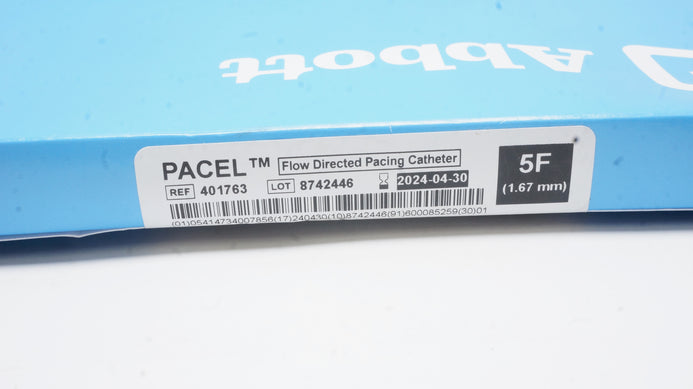 Abbott
PACEL™ Flow Directed Pacing Catheter
REF 401763 LOT 8742446 2024-04-30
5F
(1.67 mm)
(01)05414734007856(17)240430(10)8742446(91)600085259(30)01